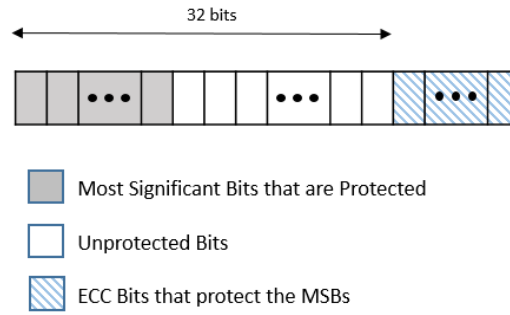 32 bits
Most Significant Bits that are Protected
Unprotected Bits
ECC Bits that protect the MSBs